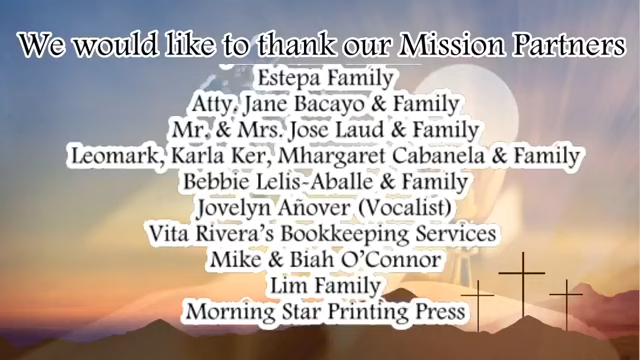 We would like to thank our Mission Partners
Estepa Family
Atty. Jane Bacayo & Family
Mr. & Mrs. Jose Laud & Family
Leomark, Karla Ker, Mhargaret Cabanela & Family
Bebbie Lelis-Aballe & Family
Jovelyn Añover (Vocalist)
Vita Rivera's Bookkeeping Services
Mike & Biah O'Connor
Lim Family
Morning Star Printing Press